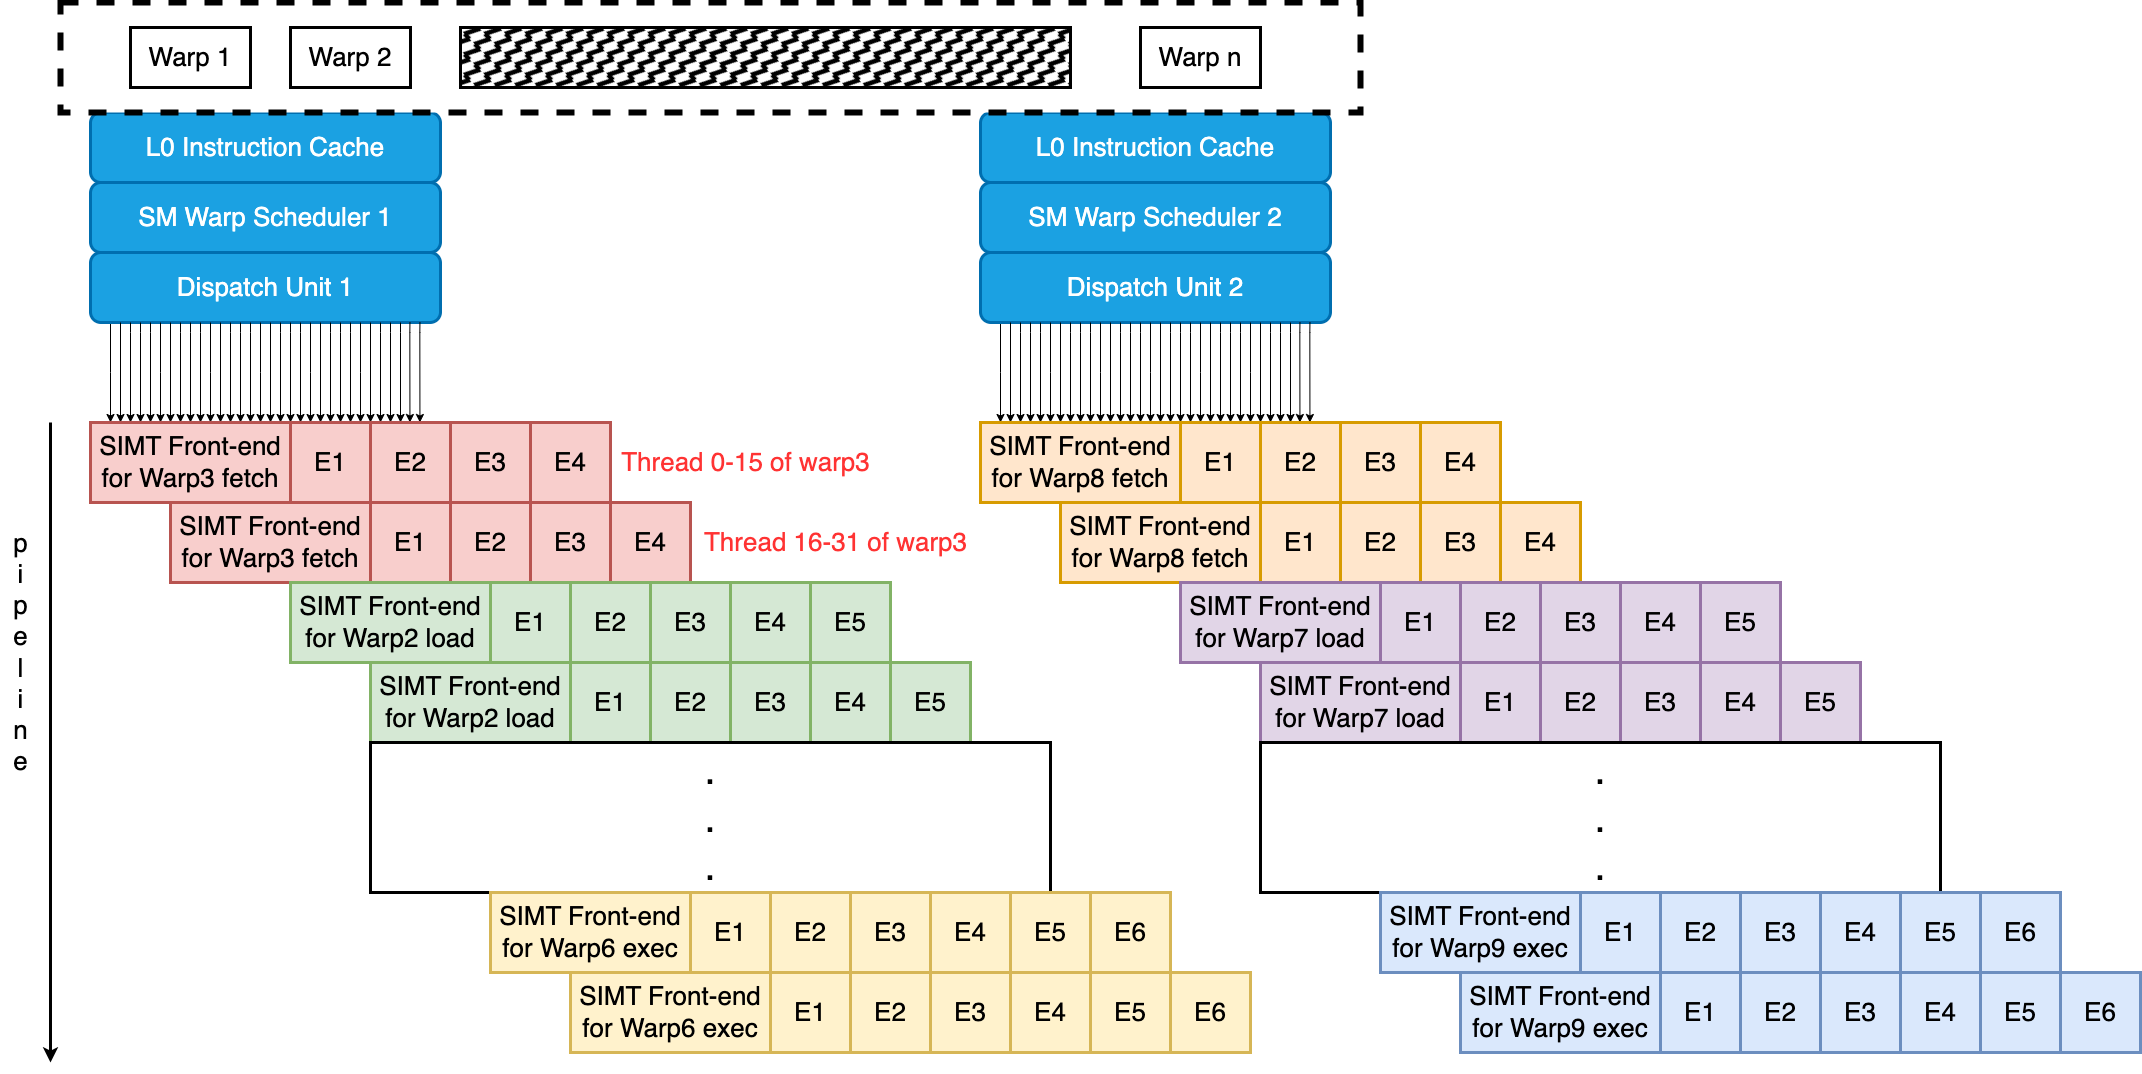 Warp 1
Warp 2
Warp n
L0 Instruction Cache
L0 Instruction Cache
SM Warp Scheduler 1
SM Warp Scheduler 2
Dispatch Unit 1
Dispatch Unit 2
pipeline
SIMT Front-end
for Warp3 fetch
E1
E2
E3
E4
Thread 0-15 of warp3
SIMT Front-end
for Warp3 fetch
E1
E2
E3
E4
Thread 16-31 of warp3
SIMT Front-end
for Warp2 load
E1
E2
E3
E4
E5
SIMT Front-end
for Warp2 load
E1
E2
E3
E4
E5
.
.
.
SIMT Front-end
for Warp6 exec
E1
E2
E3
E4
E5
E6
SIMT Front-end
for Warp6 exec
E1
E2
E3
E4
E5
E6
SIMT Front-end
for Warp8 fetch
E1
E2
E3
E4
SIMT Front-end
for Warp8 fetch
E1
E2
E3
E4
SIMT Front-end
for Warp7 load
E1
E2
E3
E4
E5
SIMT Front-end
for Warp7 load
E1
E2
E3
E4
E5
.
.
.
SIMT Front-end
for Warp9 exec
E1
E2
E3
E4
E5
E6
SIMT Front-end
for Warp9 exec
E1
E2
E3
E4
E5
E6